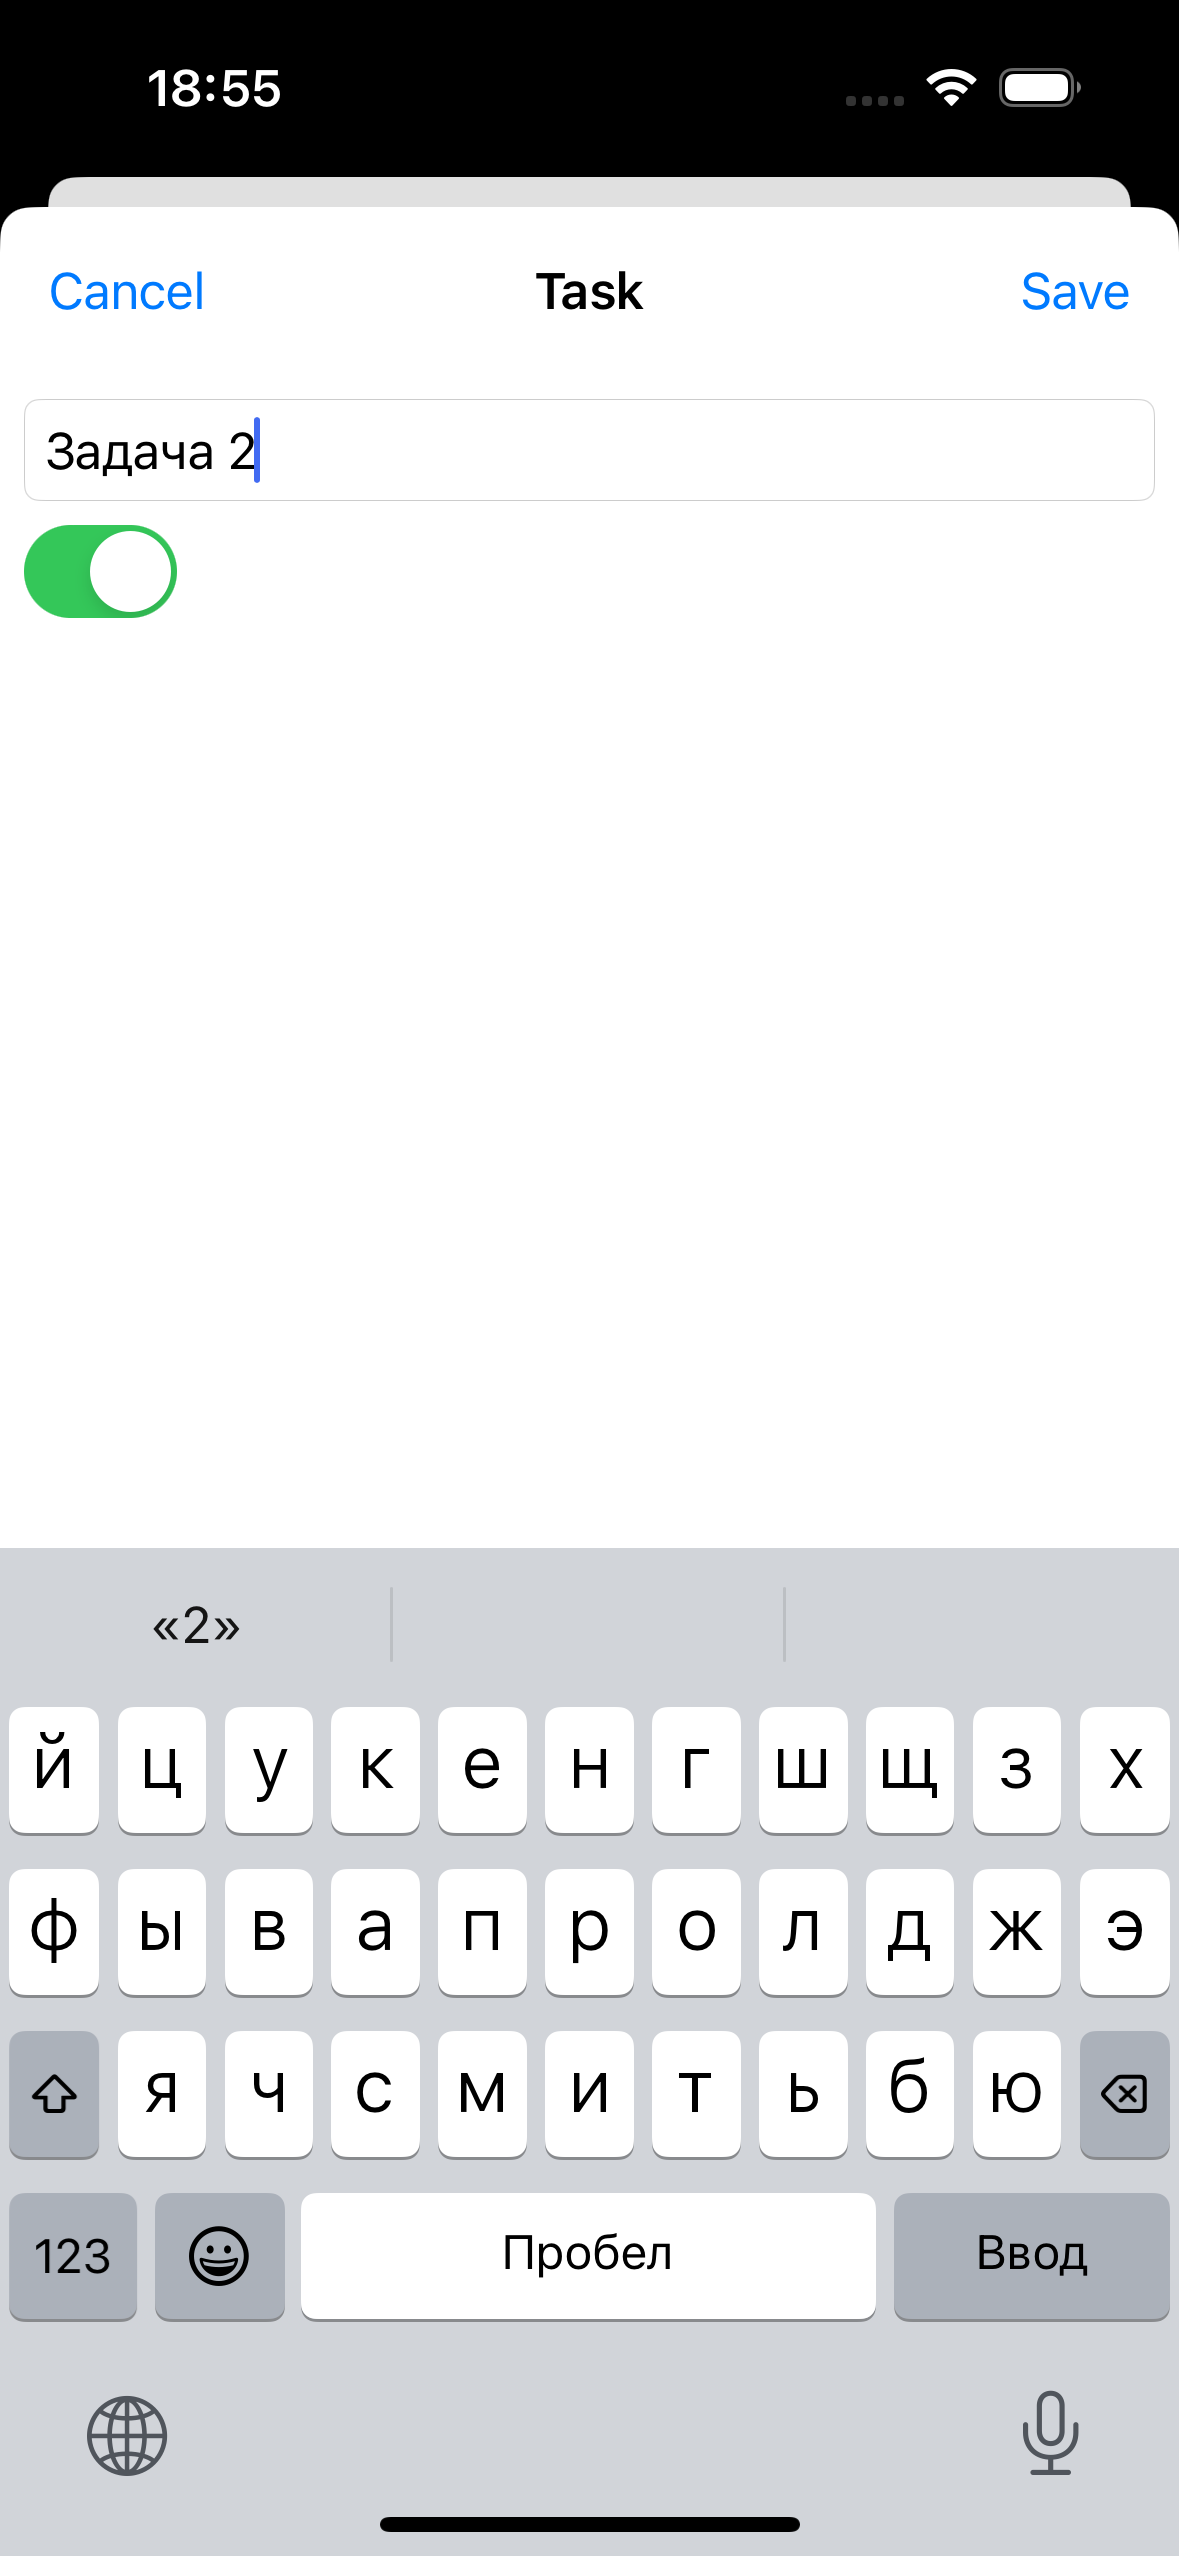 18:55
Cancel Task Save
Задача 2
«2»
й ц у к е н г ш щ з х
ф ы в а п р о л д ж э
я ч с м и т ь б ю
123 Пробел Ввод